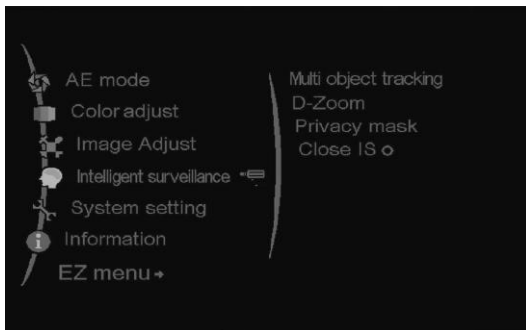 AE mode
Color adjust
Image Adjust
Intelligent surveillance
System setting
Information
EZ menu
Multi object tracking
D-Zoom
Privacy mask
Close IS